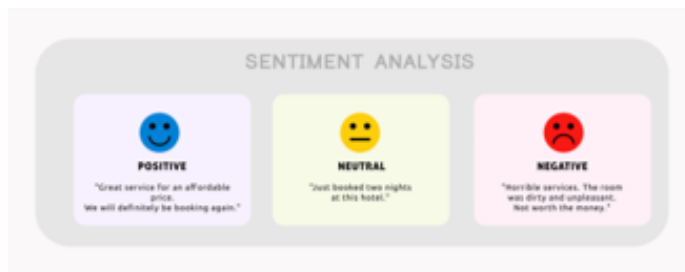 SENTIMENT ANALYSIS
POSITIVE
"Great service for an affordable
price.
We will definitely be booking again."
NEUTRAL
"Just booked two nights
at this hotel."
NEGATIVE
"Horrible services. The room
was dirty and unpleasant.
Not worth the money."